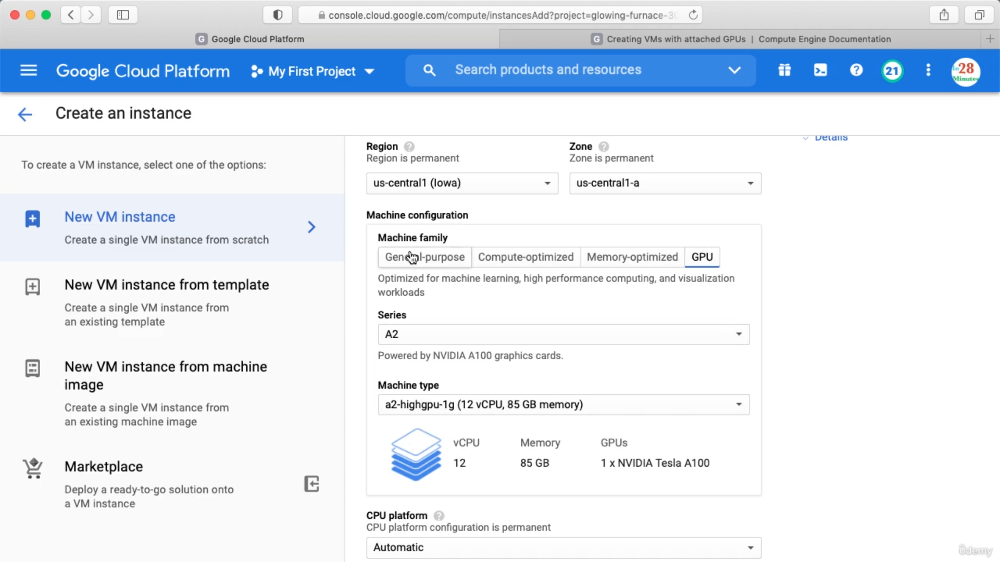 console.cloud.google.com/compute/instancesAdd?project=glowing-furnace-30
G Google Cloud Platform
G Creating VMs with attached GPUs | Compute Engine Documentation
Google Cloud Platform
My First Project
Search products and resources
21
in28
Minutes
Create an instance
To create a VM instance, select one of the options:
New VM instance
Create a single VM instance from scratch
New VM instance from template
Create a single VM instance from
an existing template
New VM instance from machine
image
Create a single VM instance from
an existing machine image
Marketplace
Deploy a ready-to-go solution onto
a VM instance
Details
Region
Region is permanent
us-central1 (Iowa)
Zone
Zone is permanent
us-central1-a
Machine configuration
Machine family
General-purpose Compute-optimized Memory-optimized GPU
Optimized for machine learning, high performance computing, and visualization
workloads
Series
A2
Powered by NVIDIA A100 graphics cards.
Machine type
a2-highgpu-1g (12 vCPU, 85 GB memory)
vCPU Memory GPUs
12 85 GB 1 x NVIDIA Tesla A100
CPU platform
CPU platform configuration is permanent
Automatic
ûdemy